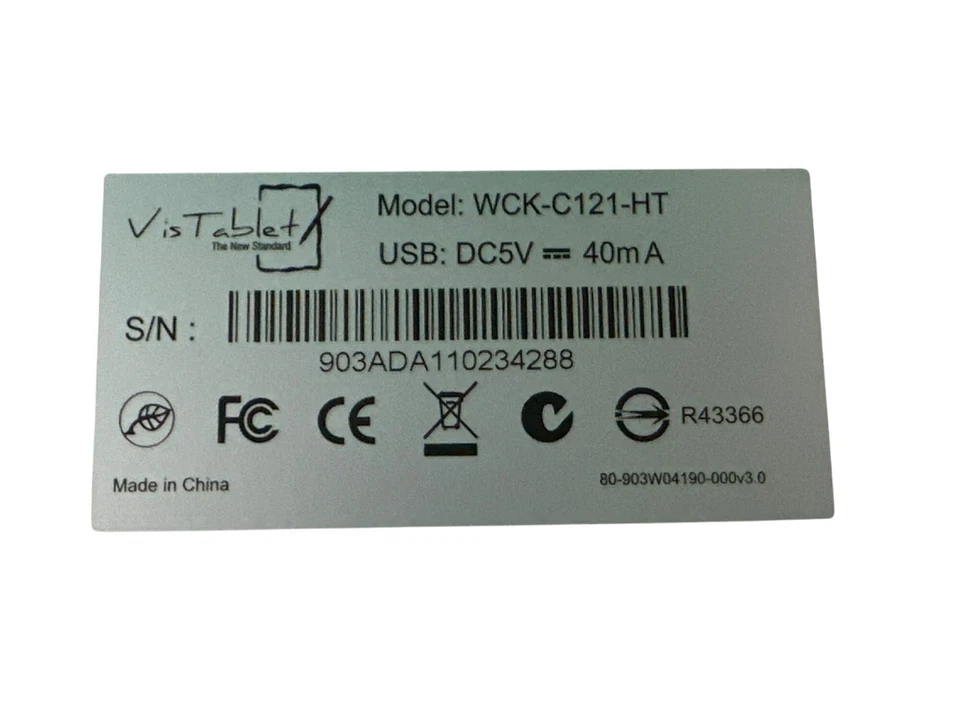 VisTablet
The New Standard
Model: WCK-C121-HT
USB: DC5V ⎓ 40mA
S/N :
903ADA110234288
FC CE R43366
Made in China
80-903W04190-000v3.0